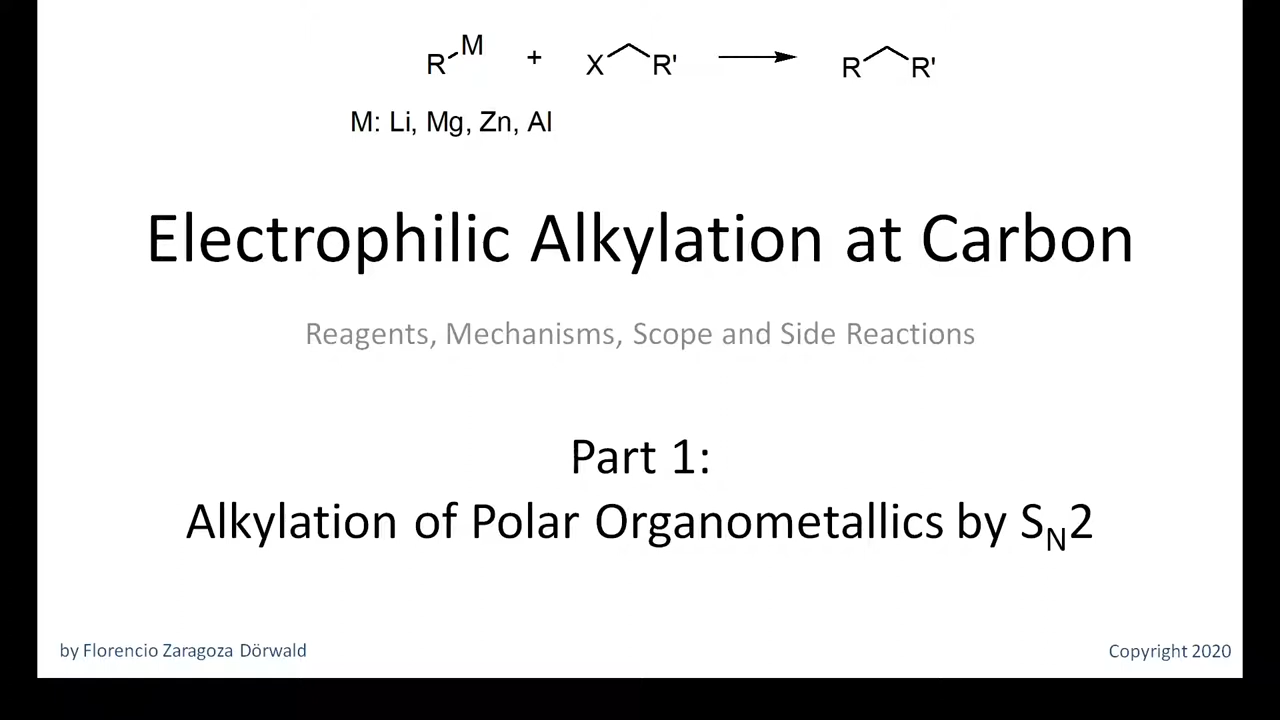 R M + X R' R R'
M: Li, Mg, Zn, Al
Electrophilic Alkylation at Carbon
Reagents, Mechanisms, Scope and Side Reactions
Part 1:
Alkylation of Polar Organometallics by SN2
by Florencio Zaragoza Dörwald
Copyright 2020